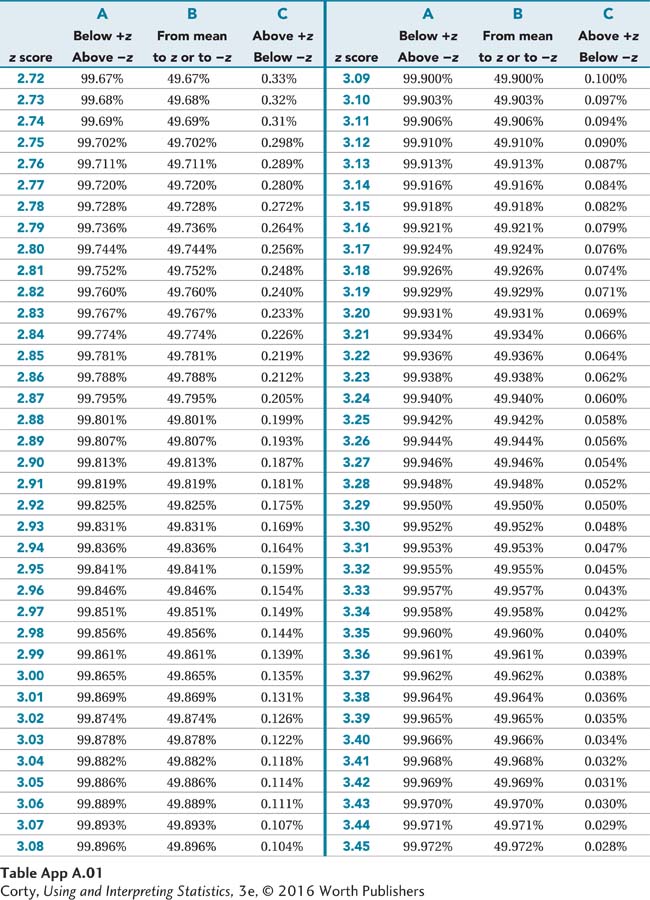 A B C A B C
Below +z From mean Above +z Below +z From mean Above +z
z score Above −z to z or to −z Below −z z score Above −z to z or to −z Below −z
2.72 99.67% 49.67% 0.33% 3.09 99.900% 49.900% 0.100%
2.73 99.68% 49.68% 0.32% 3.10 99.903% 49.903% 0.097%
2.74 99.69% 49.69% 0.31% 3.11 99.906% 49.906% 0.094%
2.75 99.702% 49.702% 0.298% 3.12 99.910% 49.910% 0.090%
2.76 99.711% 49.711% 0.289% 3.13 99.913% 49.913% 0.087%
2.77 99.720% 49.720% 0.280% 3.14 99.916% 49.916% 0.084%
2.78 99.728% 49.728% 0.272% 3.15 99.918% 49.918% 0.082%
2.79 99.736% 49.736% 0.264% 3.16 99.921% 49.921% 0.079%
2.80 99.744% 49.744% 0.256% 3.17 99.924% 49.924% 0.076%
2.81 99.752% 49.752% 0.248% 3.18 99.926% 49.926% 0.074%
2.82 99.760% 49.760% 0.240% 3.19 99.929% 49.929% 0.071%
2.83 99.767% 49.767% 0.233% 3.20 99.931% 49.931% 0.069%
2.84 99.774% 49.774% 0.226% 3.21 99.934% 49.934% 0.066%
2.85 99.781% 49.781% 0.219% 3.22 99.936% 49.936% 0.064%
2.86 99.788% 49.788% 0.212% 3.23 99.938% 49.938% 0.062%
2.87 99.795% 49.795% 0.205% 3.24 99.940% 49.940% 0.060%
2.88 99.801% 49.801% 0.199% 3.25 99.942% 49.942% 0.058%
2.89 99.807% 49.807% 0.193% 3.26 99.944% 49.944% 0.056%
2.90 99.813% 49.813% 0.187% 3.27 99.946% 49.946% 0.054%
2.91 99.819% 49.819% 0.181% 3.28 99.948% 49.948% 0.052%
2.92 99.825% 49.825% 0.175% 3.29 99.950% 49.950% 0.050%
2.93 99.831% 49.831% 0.169% 3.30 99.952% 49.952% 0.048%
2.94 99.836% 49.836% 0.164% 3.31 99.953% 49.953% 0.047%
2.95 99.841% 49.841% 0.159% 3.32 99.955% 49.955% 0.045%
2.96 99.846% 49.846% 0.154% 3.33 99.957% 49.957% 0.043%
2.97 99.851% 49.851% 0.149% 3.34 99.958% 49.958% 0.042%
2.98 99.856% 49.856% 0.144% 3.35 99.960% 49.960% 0.040%
2.99 99.861% 49.861% 0.139% 3.36 99.961% 49.961% 0.039%
3.00 99.865% 49.865% 0.135% 3.37 99.962% 49.962% 0.038%
3.01 99.869% 49.869% 0.131% 3.38 99.964% 49.964% 0.036%
3.02 99.874% 49.874% 0.126% 3.39 99.965% 49.965% 0.035%
3.03 99.878% 49.878% 0.122% 3.40 99.966% 49.966% 0.034%
3.04 99.882% 49.882% 0.118% 3.41 99.968% 49.968% 0.032%
3.05 99.886% 49.886% 0.114% 3.42 99.969% 49.969% 0.031%
3.06 99.889% 49.889% 0.111% 3.43 99.970% 49.970% 0.030%
3.07 99.893% 49.893% 0.107% 3.44 99.971% 49.971% 0.029%
3.08 99.896% 49.896% 0.104% 3.45 99.972% 49.972% 0.028%
Table App A.01
Corty, Using and Interpreting Statistics, 3e, © 2016 Worth Publishers